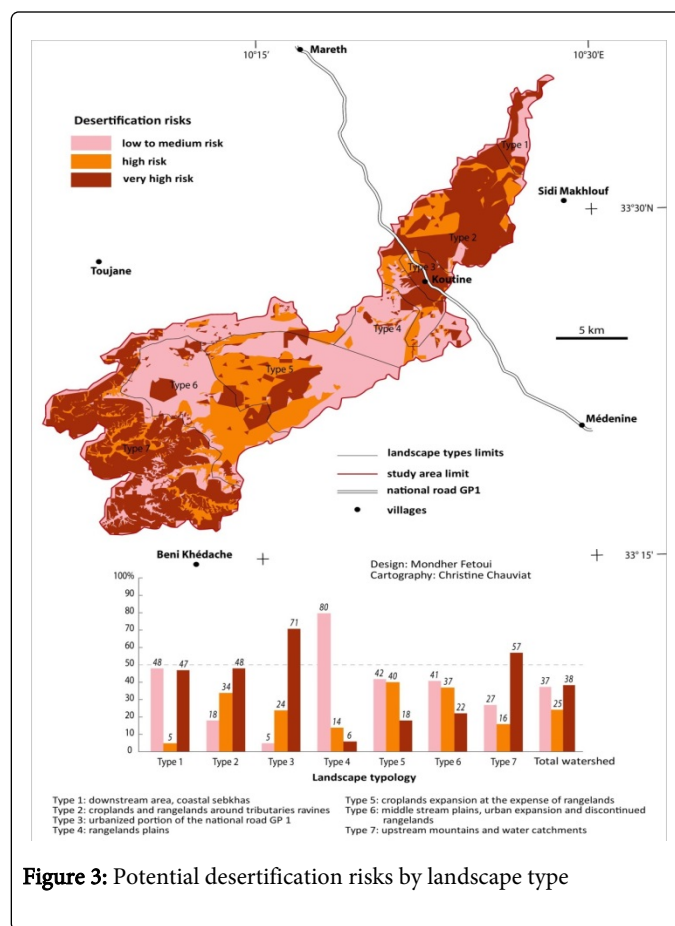 10°15'
Mareth
10°30'E
Desertification risks
low to medium risk
high risk
very high risk
Type 1
Sidi Makhlouf
33°30'N
Type 2
Toujane
Type 3
Koutine
Type 4
5 km
Type 5
Type 6
Médenine
Type 7
landscape types limits
study area limit
national road GP1
villages
Beni Khédache
33° 15'
Design: Mondher Fetoui
Cartography: Christine Chauviat
100%
90
80
70
60
50
40
30
20
10
0
48 5 47
18 34 48
5 24 71
80 14 6
42 40 18
41 37 22
27 16 57
37 25 38
Type 1 Type 2 Type 3 Type 4 Type 5 Type 6 Type 7 Total watershed
Landscape typology
Type 1: downstream area, coastal sebkhas
Type 2: croplands and rangelands around tributaries ravines
Type 3: urbanized portion of the national road GP 1
Type 4: rangelands plains
Type 5: croplands expansion at the expense of rangelands
Type 6: middle stream plains, urban expansion and discontinued
rangelands
Type 7: upstream mountains and water catchments
Figure 3: Potential desertification risks by landscape type